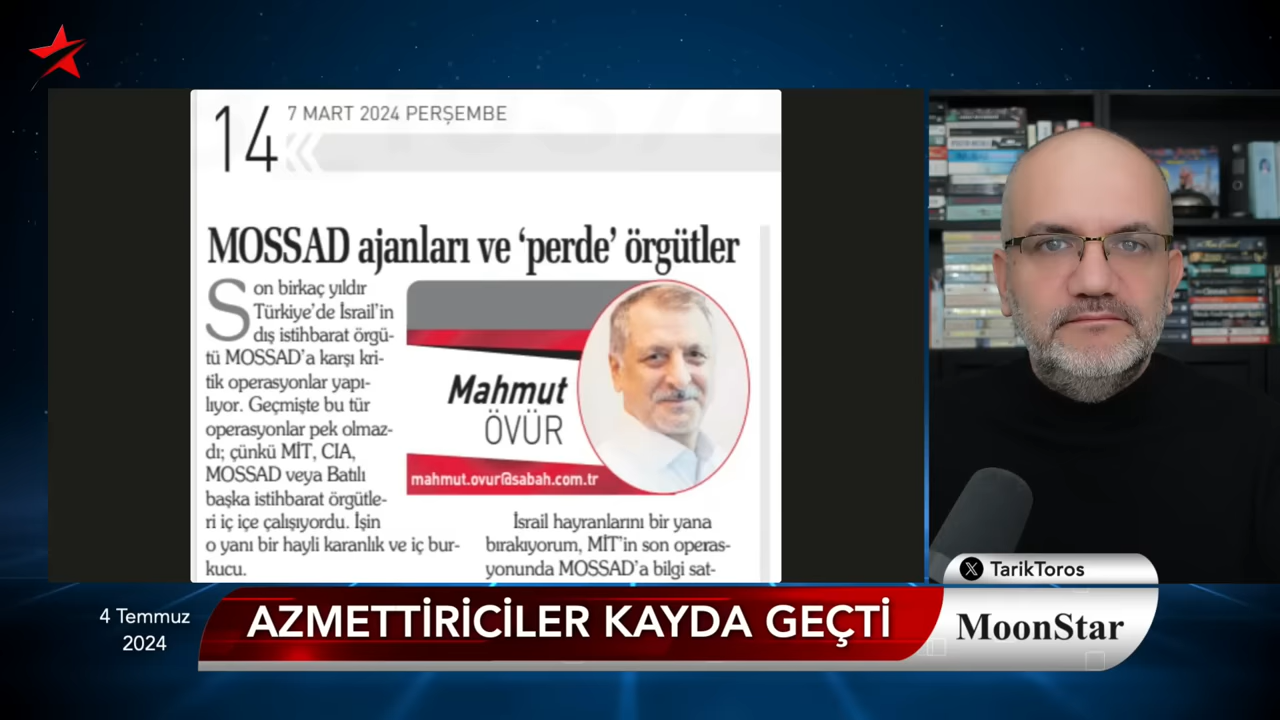 14
7 MART 2024 PERŞEMBE
MOSSAD ajanları ve ‘perde’ örgütler
Son birkaç yıldır
Türkiye’de İsrail’in
dış istihbarat örgü-
tü MOSSAD’a karşı kri-
tik operasyonlar yapı-
lıyor. Geçmişte bu tür
operasyonlar pek olmaz-
dı; çünkü MİT, CIA,
MOSSAD veya Batılı
başka istihbarat örgütle-
ri iç içe çalışıyordu. İşin
o yanı bir hayli karanlık ve iç bur-
kucu.
Mahmut
ÖVÜR
mahmut.ovur@sabah.com.tr
İsrail hayranlarını bir yana
bırakıyorum, MİT’in son operas-
yonunda MOSSAD’a bilgi sat-
TarikToros
4 Temmuz
2024
AZMETTİRİCİLER KAYDA GEÇTİ
MoonStar